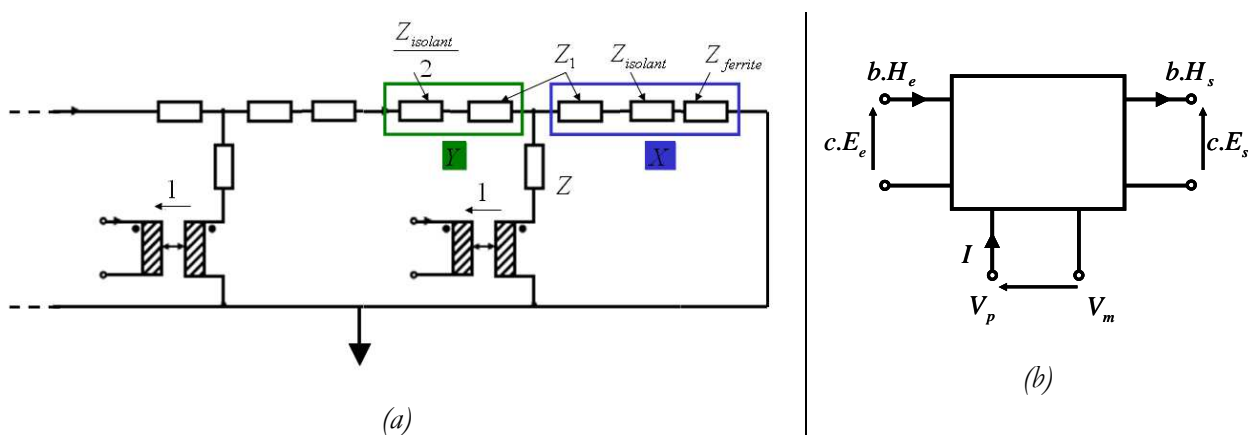 Z_isolant / 2
Z_1
Z_isolant
Z_ferrite
Y
X
1
1
Z
(a)
b.H_e
b.H_s
c.E_e
c.E_s
I
V_p
V_m
(b)